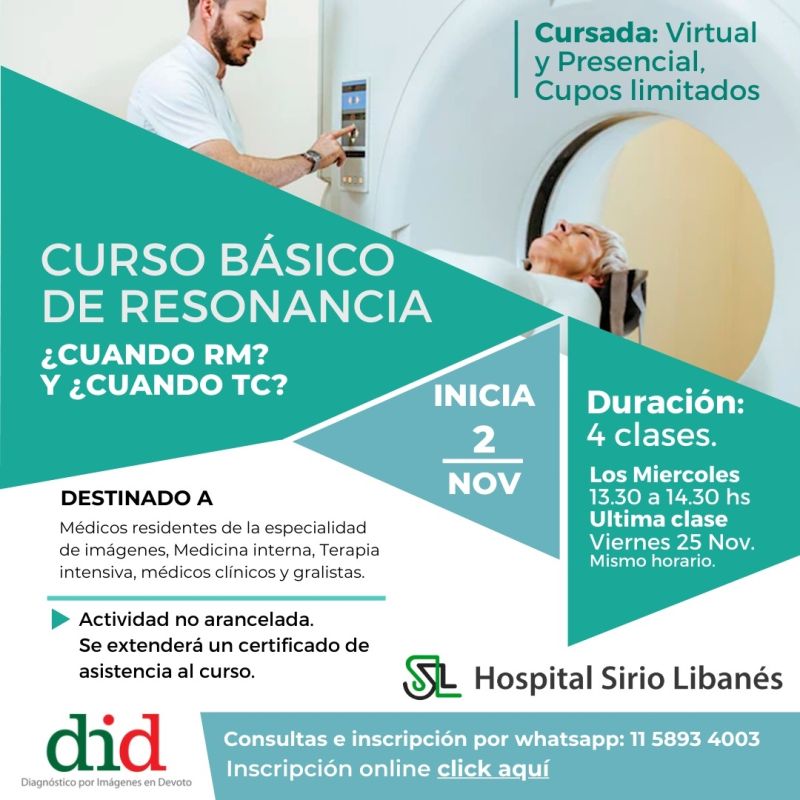 Cursada: Virtual
y Presencial,
Cupos limitados
CURSO BÁSICO
DE RESONANCIA
¿CUANDO RM?
Y ¿CUANDO TC?
INICIA
2
NOV
Duración:
4 clases.
Los Miercoles
13.30 a 14.30 hs
Ultima clase
Viernes 25 Nov.
Mismo horario.
DESTINADO A
Médicos residentes de la especialidad
de imágenes, Medicina interna, Terapia
intensiva, médicos clínicos y gralistas.
Actividad no arancelada.
Se extenderá un certificado de
asistencia al curso.
SL Hospital Sirio Libanés
did
Diagnóstico por Imágenes en Devoto
Consultas e inscripción por whatsapp: 11 5893 4003
Inscripción online click aquí